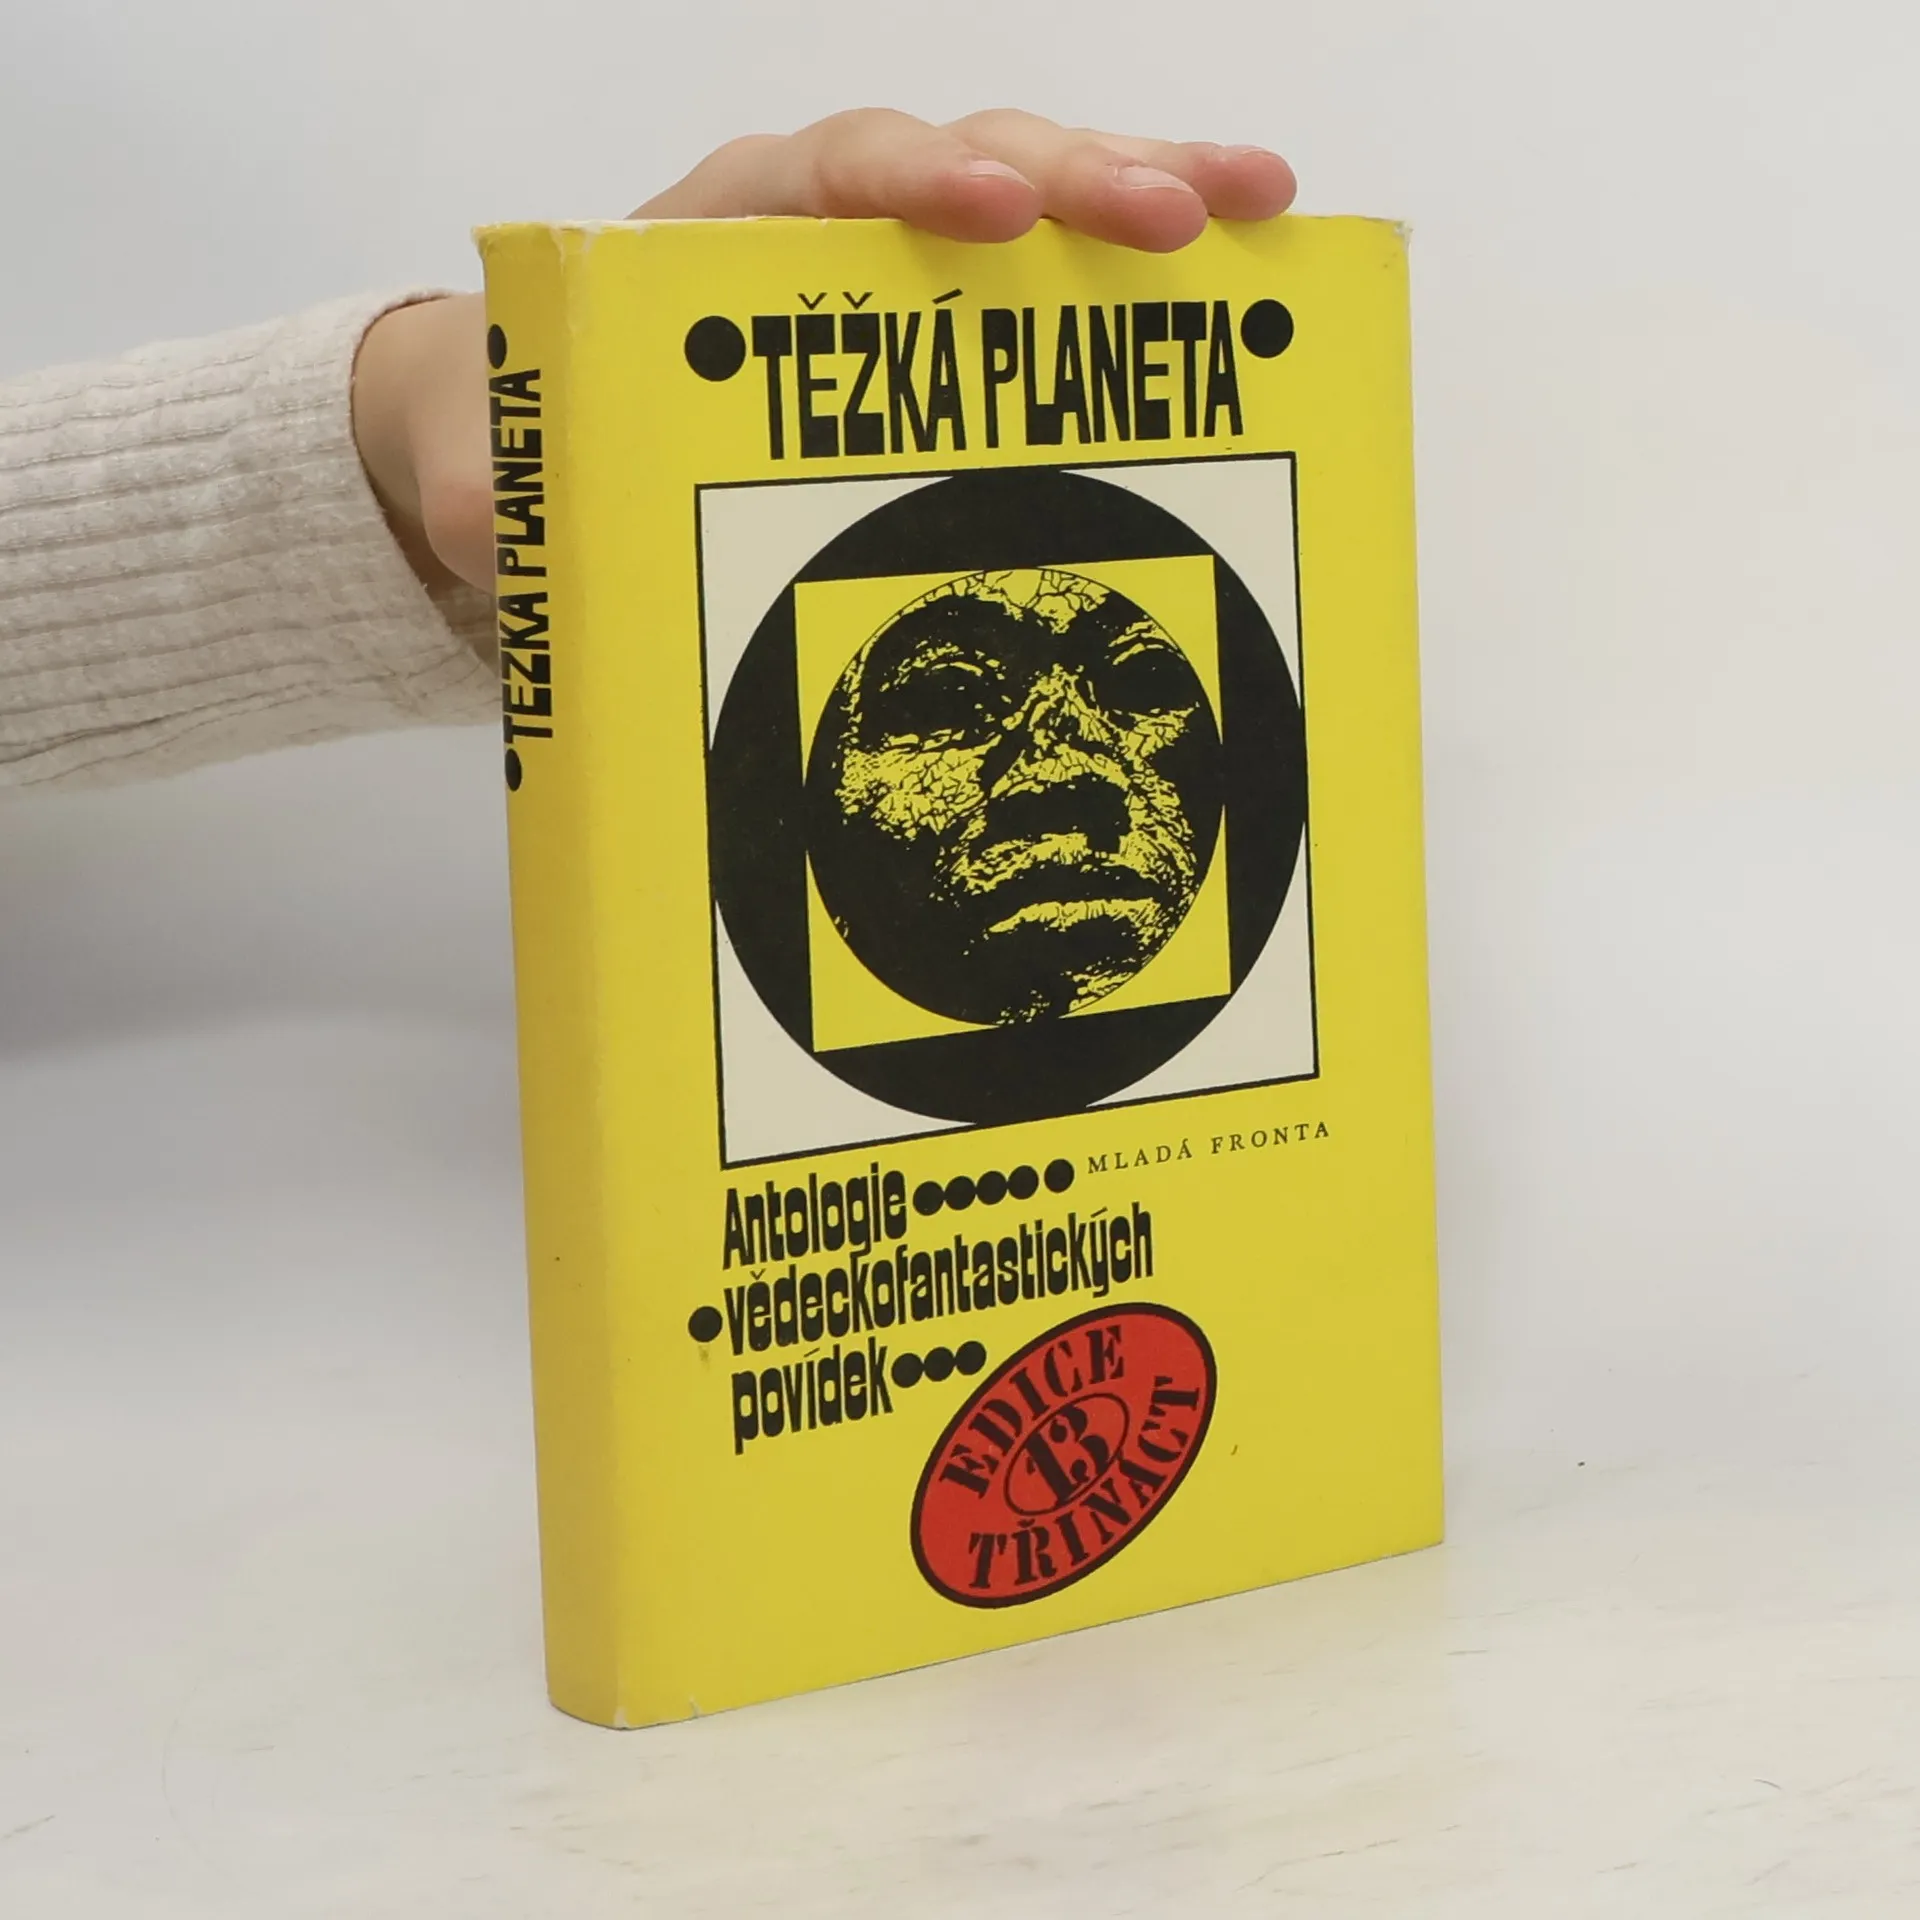 TĚŽKÁ PLANETA
TĚŽKÁ PLANETA
MLADÁ FRONTA
Antologie
vědeckofantastických
povídek
EDICE
13
TŘINÁCT